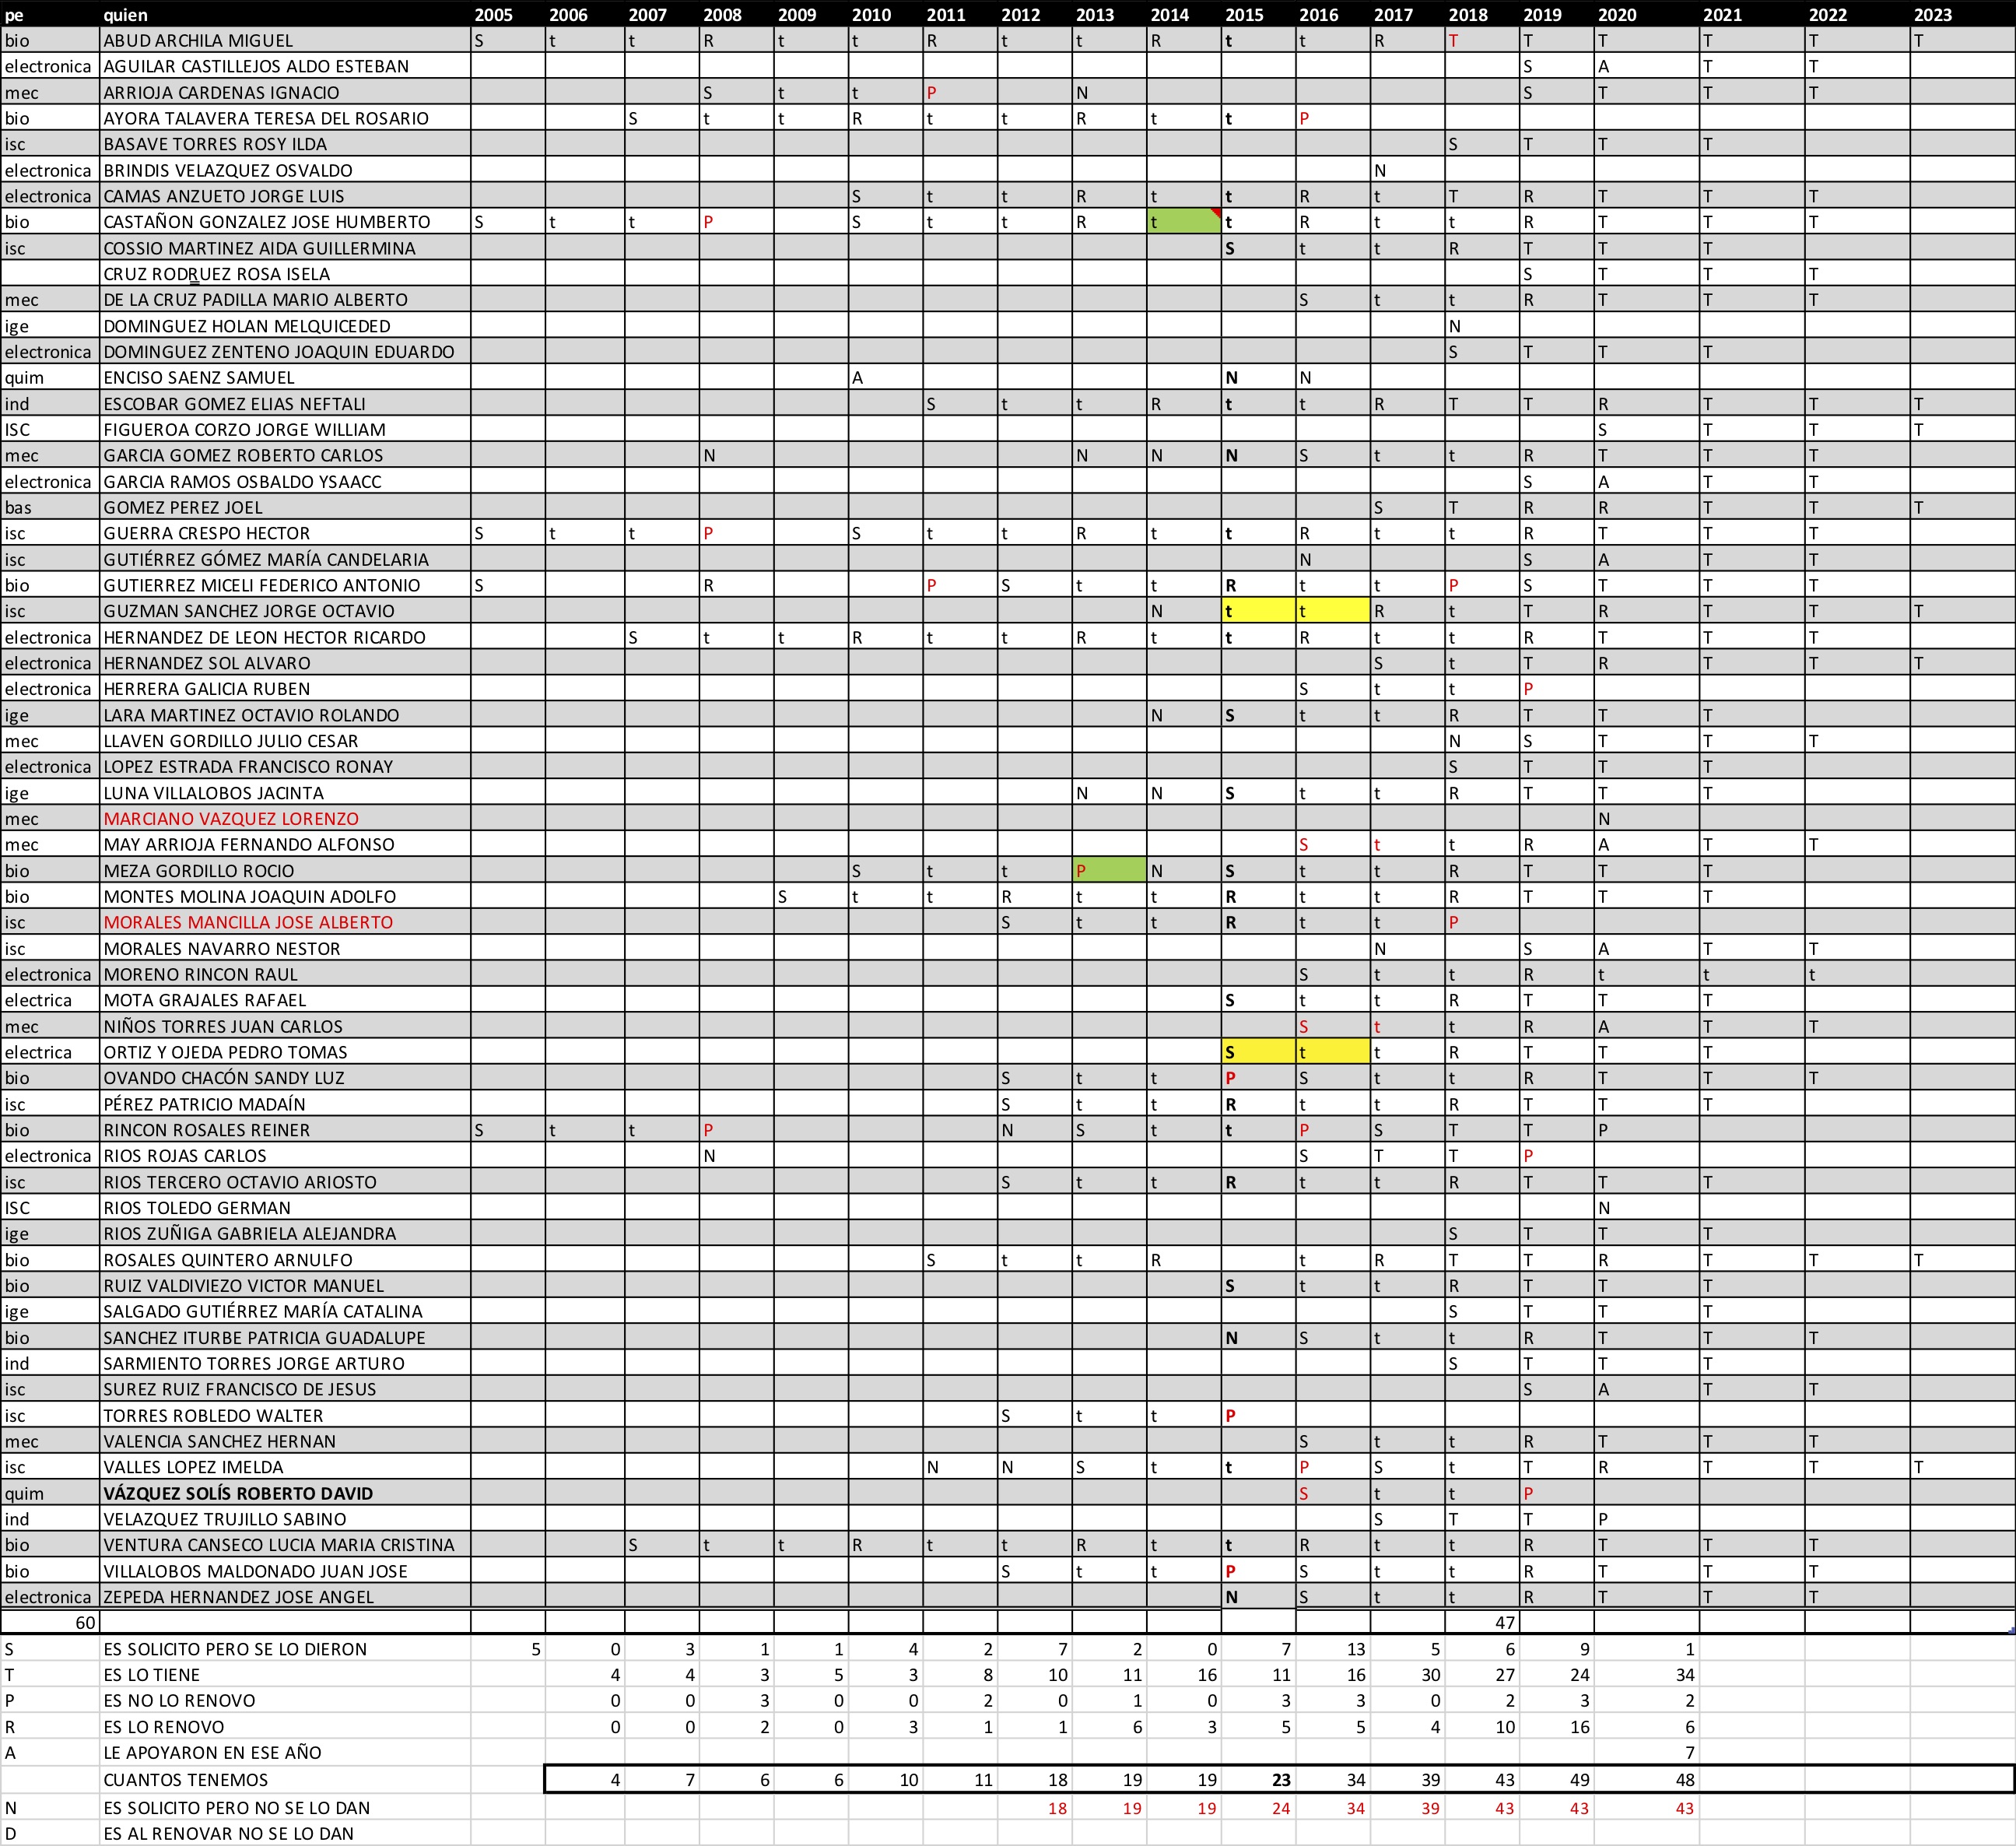 pe quien 2005 2006 2007 2008 2009 2010 2011 2012 2013 2014 2015 2016 2017 2018 2019 2020 2021 2022 2023
bio ABUD ARCHILA MIGUEL S t t R t t R t t R t t R T T T T T T
electronica AGUILAR CASTILLEJOS ALDO ESTEBAN S A T T
mec ARRIOJA CARDENAS IGNACIO S t t P N S T T T
bio AYORA TALAVERA TERESA DEL ROSARIO S t t R t t R t t P
isc BASAVE TORRES ROSY ILDA S T T T
electronica BRINDIS VELAZQUEZ OSVALDO N
electronica CAMAS ANZUETO JORGE LUIS S t t R t t R t T R T T T
bio CASTAÑON GONZALEZ JOSE HUMBERTO S t t P S t t R t t R t t R T T T
isc COSSIO MARTINEZ AIDA GUILLERMINA S t t R T T T
CRUZ RODRUEZ ROSA ISELA S T T T
mec DE LA CRUZ PADILLA MARIO ALBERTO S t t R T T T
ige DOMINGUEZ HOLAN MELQUICEDED N
electronica DOMINGUEZ ZENTENO JOAQUIN EDUARDO S T T T
quim ENCISO SAENZ SAMUEL A N N
ind ESCOBAR GOMEZ ELIAS NEFTALI S t t R t t R T T R T T T
ISC FIGUEROA CORZO JORGE WILLIAM S T T T
mec GARCIA GOMEZ ROBERTO CARLOS N N N N S t t R T T T
electronica GARCIA RAMOS OSBALDO YSAACC S A T T
bas GOMEZ PEREZ JOEL S T R R T T T
isc GUERRA CRESPO HECTOR S t t P S t t R t t R t t R T T T
isc GUTIÉRREZ GÓMEZ MARÍA CANDELARIA N S A T T
bio GUTIERREZ MICELI FEDERICO ANTONIO S R P S t t R t t P S T T T
isc GUZMAN SANCHEZ JORGE OCTAVIO N t t R t T R T T T
electronica HERNANDEZ DE LEON HECTOR RICARDO S t t R t t R t t R t t R T T T
electronica HERNANDEZ SOL ALVARO S t T R T T T
electronica HERRERA GALICIA RUBEN S t t P
ige LARA MARTINEZ OCTAVIO ROLANDO N S t t R T T T
mec LLAVEN GORDILLO JULIO CESAR N S T T T
electronica LOPEZ ESTRADA FRANCISCO RONAY S T T T
ige LUNA VILLALOBOS JACINTA N N S t t R T T T
mec MARCIANO VAZQUEZ LORENZO N
mec MAY ARRIOJA FERNANDO ALFONSO S t t R A T T
bio MEZA GORDILLO ROCIO S t t P N S t t R T T T
bio MONTES MOLINA JOAQUIN ADOLFO S t t R t t R t t R T T T
isc MORALES MANCILLA JOSE ALBERTO S t t R t t P
isc MORALES NAVARRO NESTOR N S A T T
electronica MORENO RINCON RAUL S t t R t t t
electrica MOTA GRAJALES RAFAEL S t t R T T T
mec NIÑOS TORRES JUAN CARLOS S t t R A T T
electrica ORTIZ Y OJEDA PEDRO TOMAS S t t R T T T
bio OVANDO CHACÓN SANDY LUZ S t t P S t t R T T T
isc PÉREZ PATRICIO MADAÍN S t t R t t R T T T
bio RINCON ROSALES REINER S t t P N S t t P S T T P
electronica RIOS ROJAS CARLOS N S T T P
isc RIOS TERCERO OCTAVIO ARIOSTO S t t R t t R T T T
ISC RIOS TOLEDO GERMAN N
ige RIOS ZUÑIGA GABRIELA ALEJANDRA S T T T
bio ROSALES QUINTERO ARNULFO S t t R t R T T R T T T
bio RUIZ VALDIVIEZO VICTOR MANUEL S t t R T T T
ige SALGADO GUTIÉRREZ MARÍA CATALINA S T T T
bio SANCHEZ ITURBE PATRICIA GUADALUPE N S t t R T T T
ind SARMIENTO TORRES JORGE ARTURO S T T T
isc SUREZ RUIZ FRANCISCO DE JESUS S A T T
isc TORRES ROBLEDO WALTER S t t P
mec VALENCIA SANCHEZ HERNAN S t t R T T T
isc VALLES LOPEZ IMELDA N N S t t P S t T R T T T
quim VÁZQUEZ SOLÍS ROBERTO DAVID S t t P
ind VELAZQUEZ TRUJILLO SABINO S T T P
bio VENTURA CANSECO LUCIA MARIA CRISTINA S t t R t t R t t R t t R T T T
bio VILLALOBOS MALDONADO JUAN JOSE S t t P S t t R T T T
electronica ZEPEDA HERNANDEZ JOSE ANGEL N S t t R T T T
60 47
S ES SOLICITO PERO SE LO DIERON 5 0 3 1 1 4 2 7 2 0 7 13 5 6 9 1
T ES LO TIENE 4 4 3 5 3 8 10 11 16 11 16 30 27 24 34
P ES NO LO RENOVO 0 0 3 0 0 2 0 1 0 3 3 0 2 3 2
R ES LO RENOVO 0 0 2 0 3 1 1 6 3 5 5 4 10 16 6
A LE APOYARON EN ESE AÑO 7
CUANTOS TENEMOS 4 7 6 6 10 11 18 19 19 23 34 39 43 49 48
N ES SOLICITO PERO NO SE LO DAN 18 19 19 24 34 39 43 43 43
D ES AL RENOVAR NO SE LO DAN